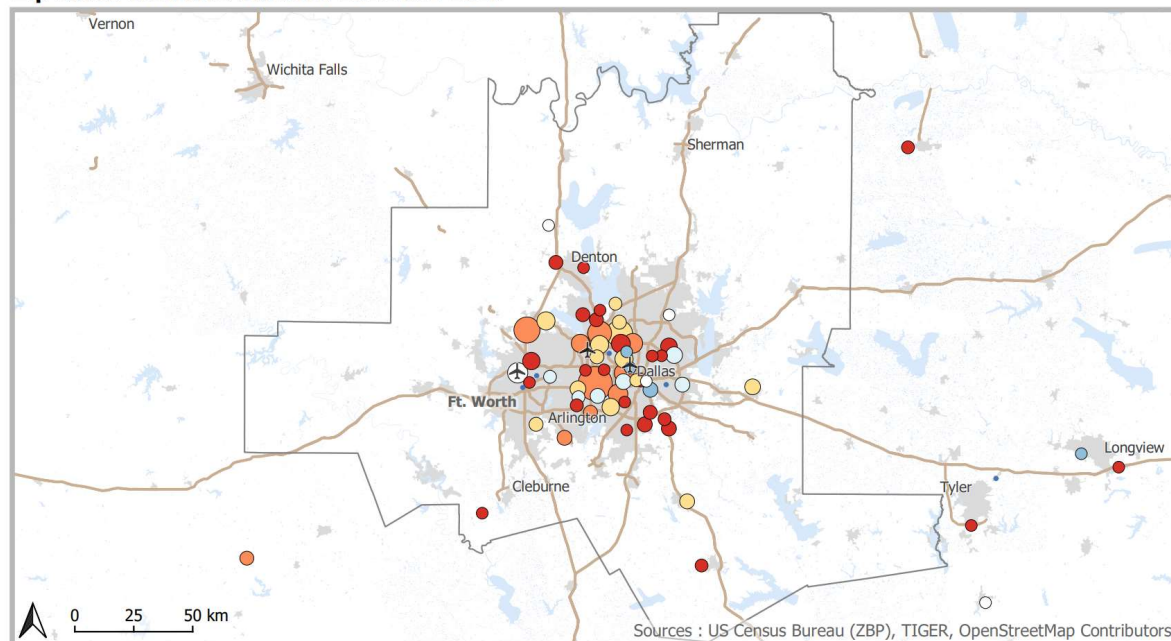 Vernon
Wichita Falls
Sherman
Denton
Dallas
Ft. Worth
Arlington
Longview
Cleburne
Tyler
0 25 50 km
Sources : US Census Bureau (ZBP), TIGER, OpenStreetMap Contributors